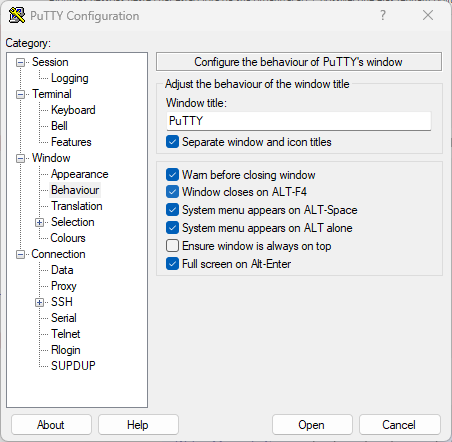 PuTTY Configuration
?
Category:
Session
Logging
Terminal
Keyboard
Bell
Features
Window
Appearance
Behaviour
Translation
Selection
Colours
Connection
Data
Proxy
SSH
Serial
Telnet
Rlogin
SUPDUP
Configure the behaviour of PuTTY's window
Adjust the behaviour of the window title
Window title:
PuTTY
Separate window and icon titles
Warn before closing window
Window closes on ALT-F4
System menu appears on ALT-Space
System menu appears on ALT alone
Ensure window is always on top
Full screen on Alt-Enter
About
Help
Open
Cancel